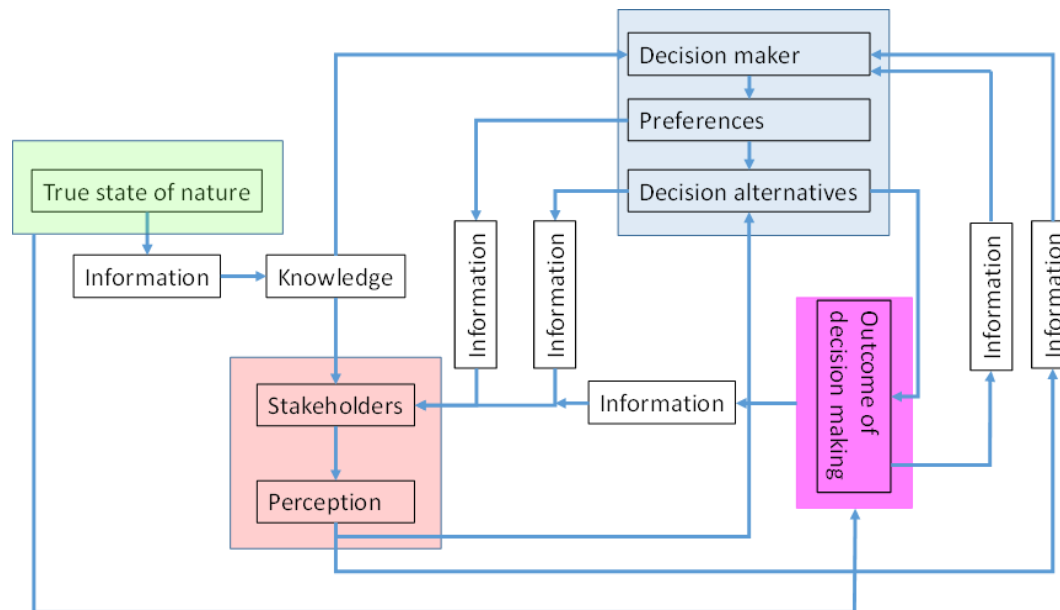 Decision maker
Preferences
True state of nature
Decision alternatives
Information
Knowledge
Information
Information
Information
Information
Outcome of
decision making
Stakeholders
Information
Perception